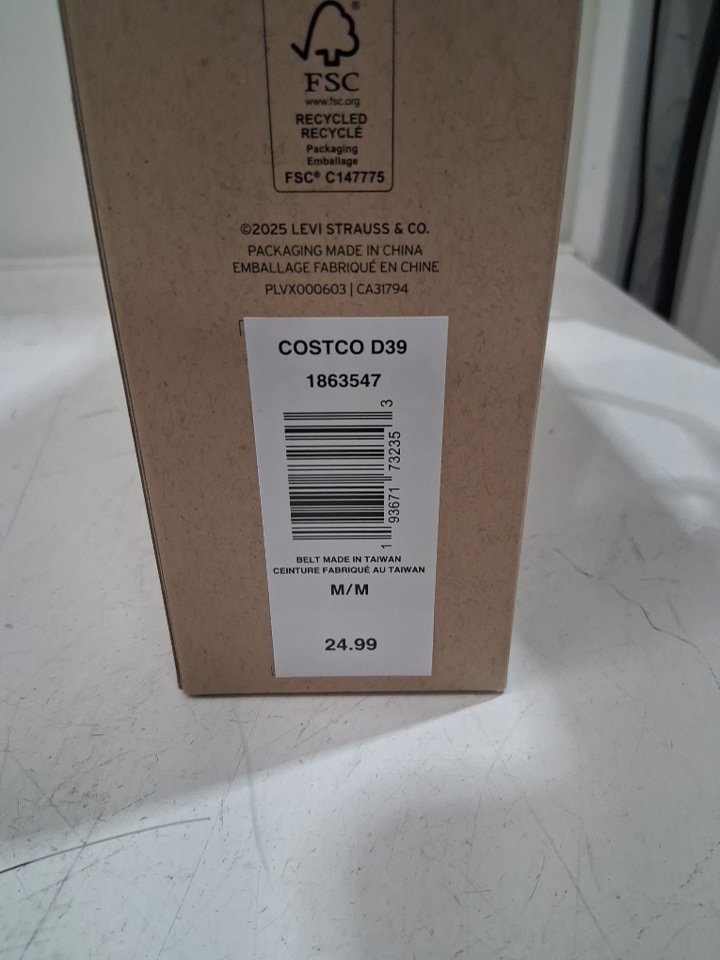 ®
FSC
www.fsc.org
RECYCLED
RECYCLÉ
Packaging
Emballage
FSC® C147775
©2025 LEVI STRAUSS & CO.
PACKAGING MADE IN CHINA
EMBALLAGE FABRIQUÉ EN CHINE
PLVX000603 | CA31794
COSTCO D39
1863547
1 93671 73235 3
BELT MADE IN TAIWAN
CEINTURE FABRIQUÉ AU TAIWAN
M/M
24.99